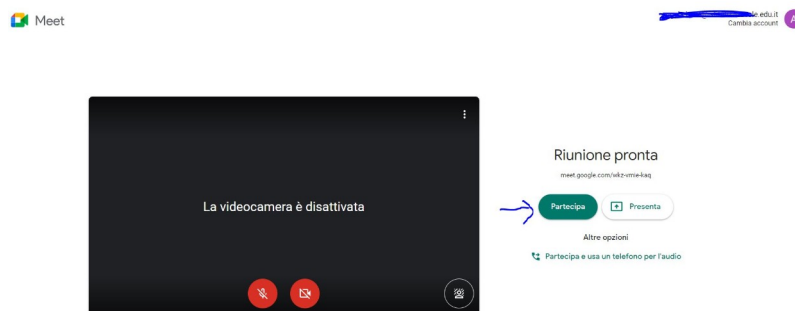 Meet
le.edu.it
Cambia account
A
La videocamera è disattivata
Riunione pronta
meet.google.com/wkz-vmie-kaq
Partecipa
Presenta
Altre opzioni
Partecipa e usa un telefono per l'audio